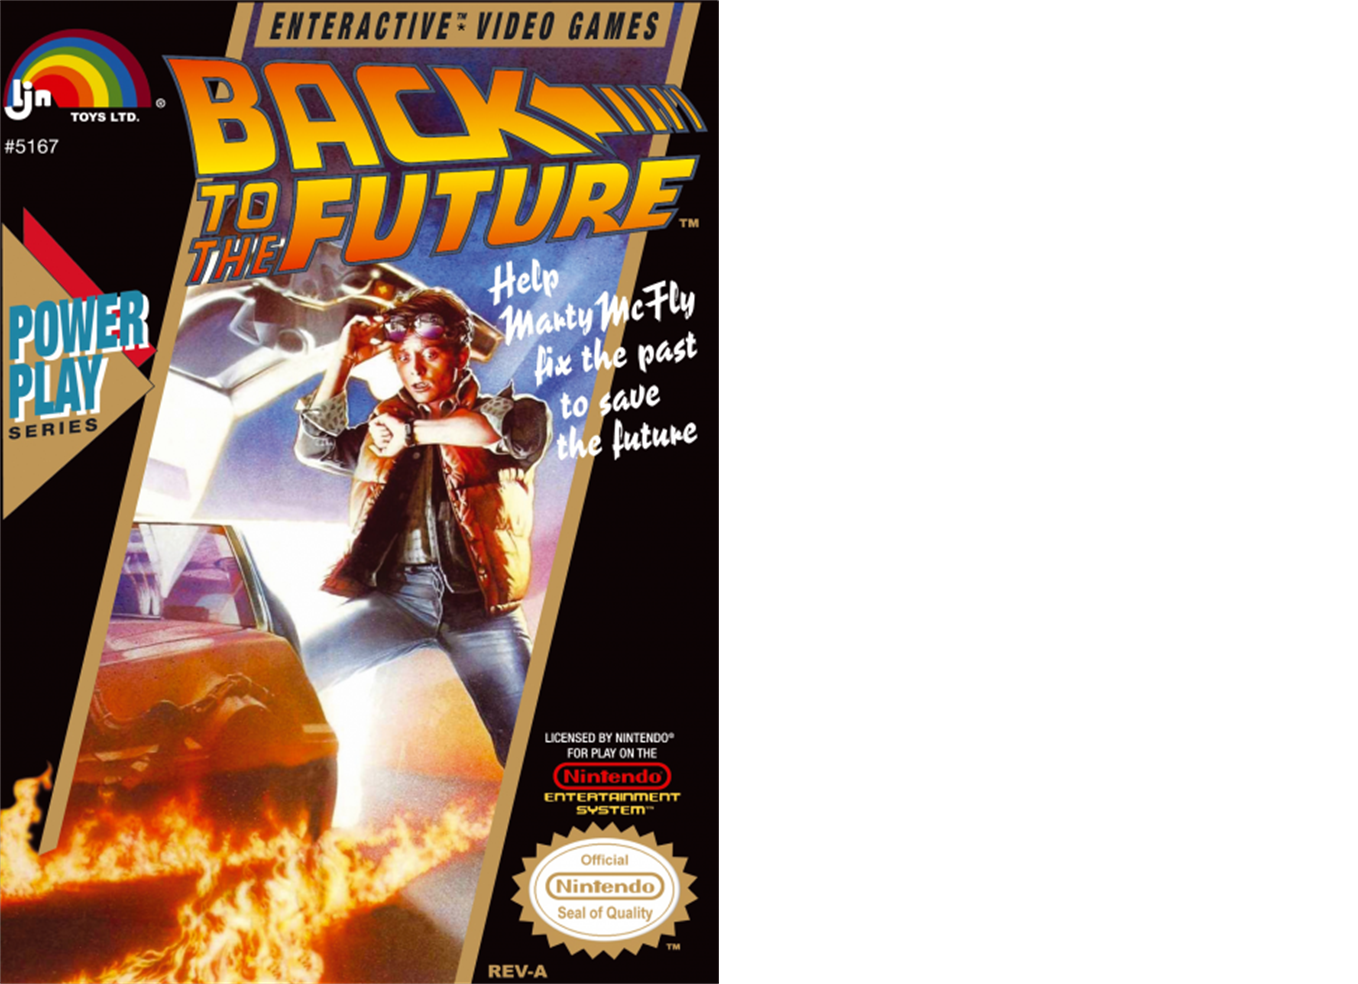 ENTERACTIVE™ * VIDEO GAMES
ljn
TOYS LTD. ®
#5167
BACK
TO THE FUTURE™
POWER
PLAY
SERIES
Help
Marty McFly
fix the past
to save
the future
LICENSED BY NINTENDO®
FOR PLAY ON THE
Nintendo®
ENTERTAINMENT
SYSTEM™
Official
Nintendo
Seal of Quality
™
REV-A